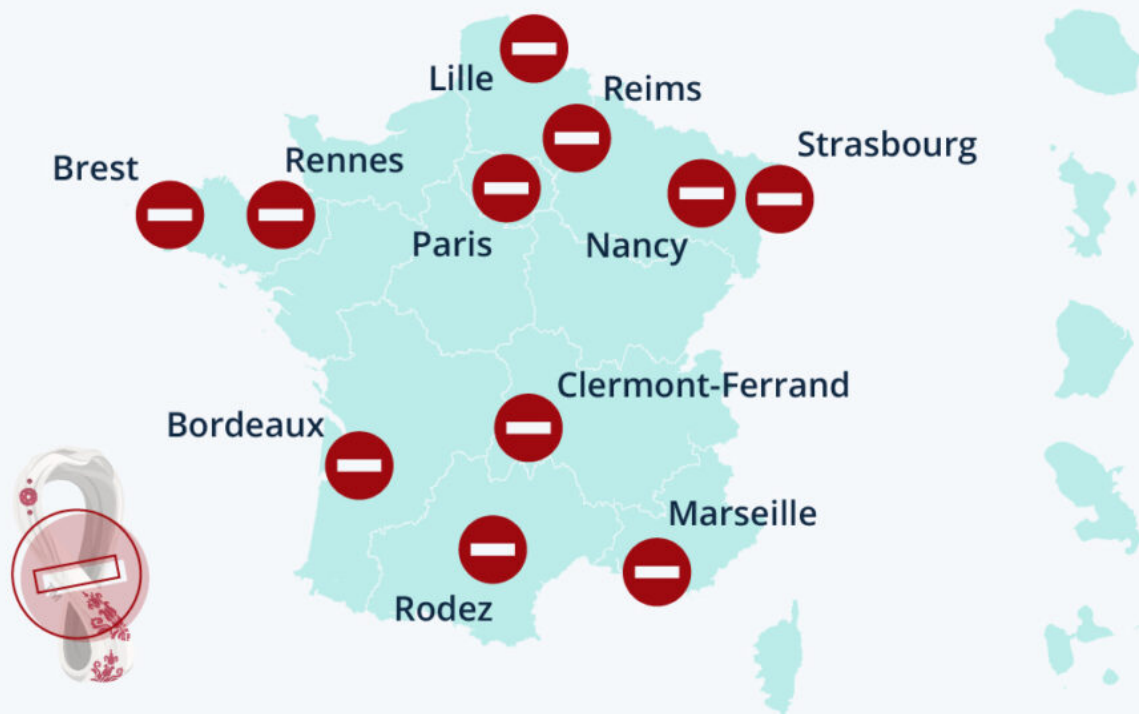 Lille
Reims
Strasbourg
Brest
Rennes
Paris
Nancy
Clermont-Ferrand
Bordeaux
Marseille
Rodez